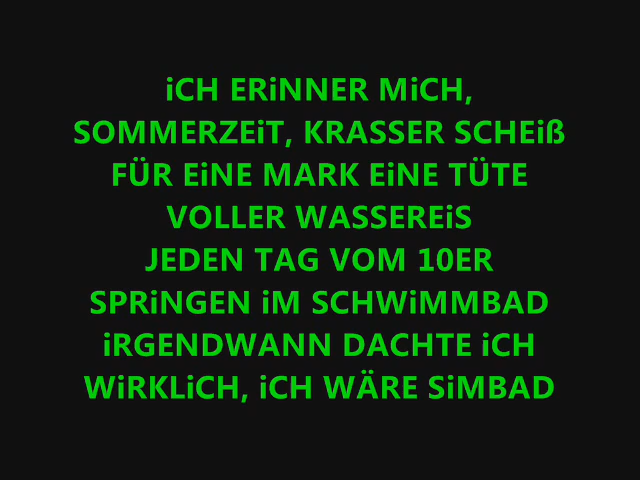 iCH ERiNNER MiCH,
SOMMERZEiT, KRASSER SCHEiß
FÜR EiNE MARK EiNE TÜTE
VOLLER WASSEREiS
JEDEN TAG VOM 10ER
SPRiNGEN iM SCHWiMMBAD
iRGENDWANN DACHTE iCH
WiRKLiCH, iCH WÄRE SiMBAD